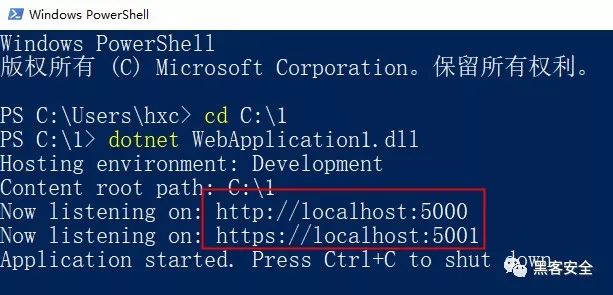 Windows PowerShell
Windows PowerShell
版权所有 (C) Microsoft Corporation。保留所有权利。
PS C:\Users\hxc> cd C:\1
PS C:\1> dotnet WebApplication1.dll
Hosting environment: Development
Content root path: C:\1
Now listening on: http://localhost:5000
Now listening on: https://localhost:5001
Application started. Press Ctrl+C to shut down.
黑客安全